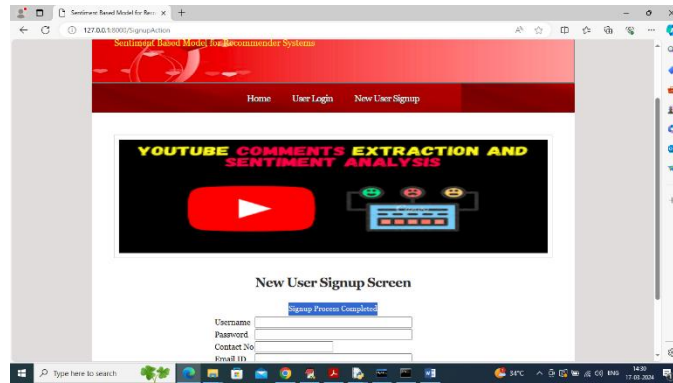 Sentiment Based Model for Recom
127.0.0.1:8000/SignupAction
Sentiment Based Model for Recommender Systems
Home User Login New User Signup
YOUTUBE COMMENTS EXTRACTION AND
SENTIMENT ANALYSIS
New User Signup Screen
Signup Process Completed
Username
Password
Contact No
Email ID
Type here to search
34°C
ENG
14:30
17-03-2024